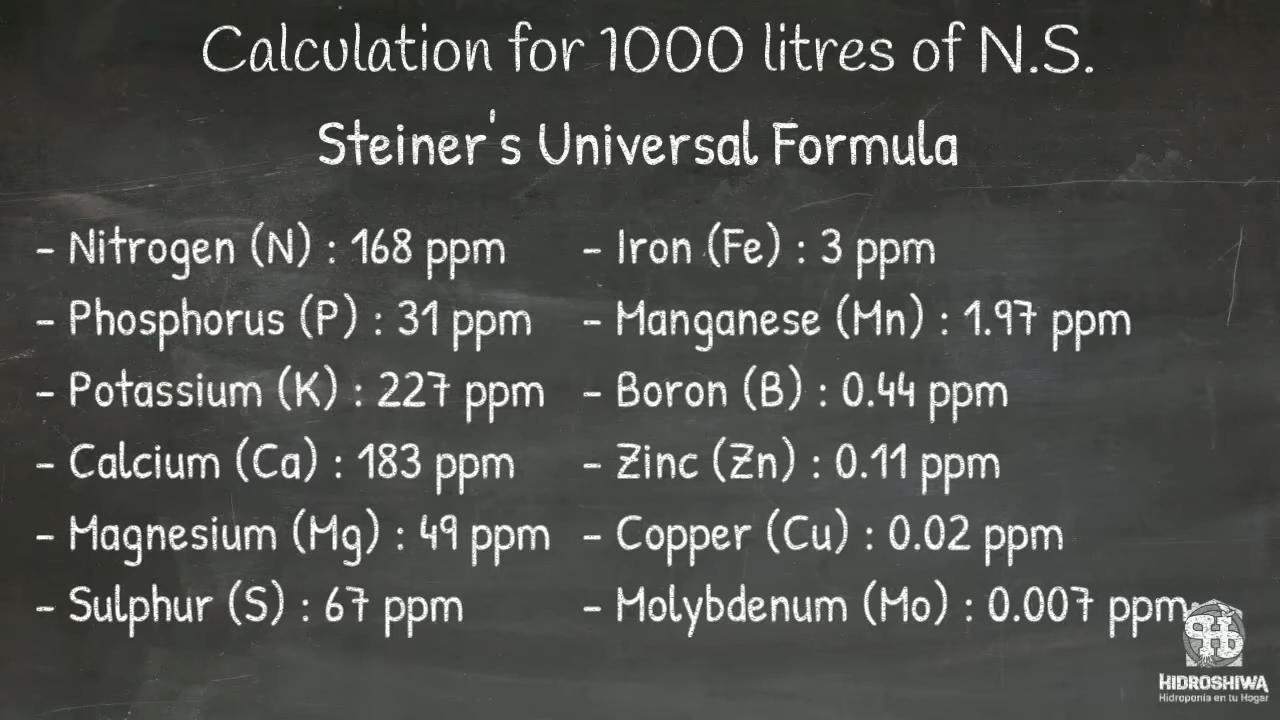 Calculation for 1000 litres of N.S.
Steiner's Universal Formula
- Nitrogen (N) : 168 ppm
- Phosphorus (P) : 31 ppm
- Potassium (K) : 227 ppm
- Calcium (Ca) : 183 ppm
- Magnesium (Mg) : 49 ppm
- Sulphur (S) : 67 ppm
- Iron (Fe) : 3 ppm
- Manganese (Mn) : 1.97 ppm
- Boron (B) : 0.44 ppm
- Zinc (Zn) : 0.11 ppm
- Copper (Cu) : 0.02 ppm
- Molybdenum (Mo) : 0.007 ppm
HIDROSHIWA
Hidroponia en tu Hogar